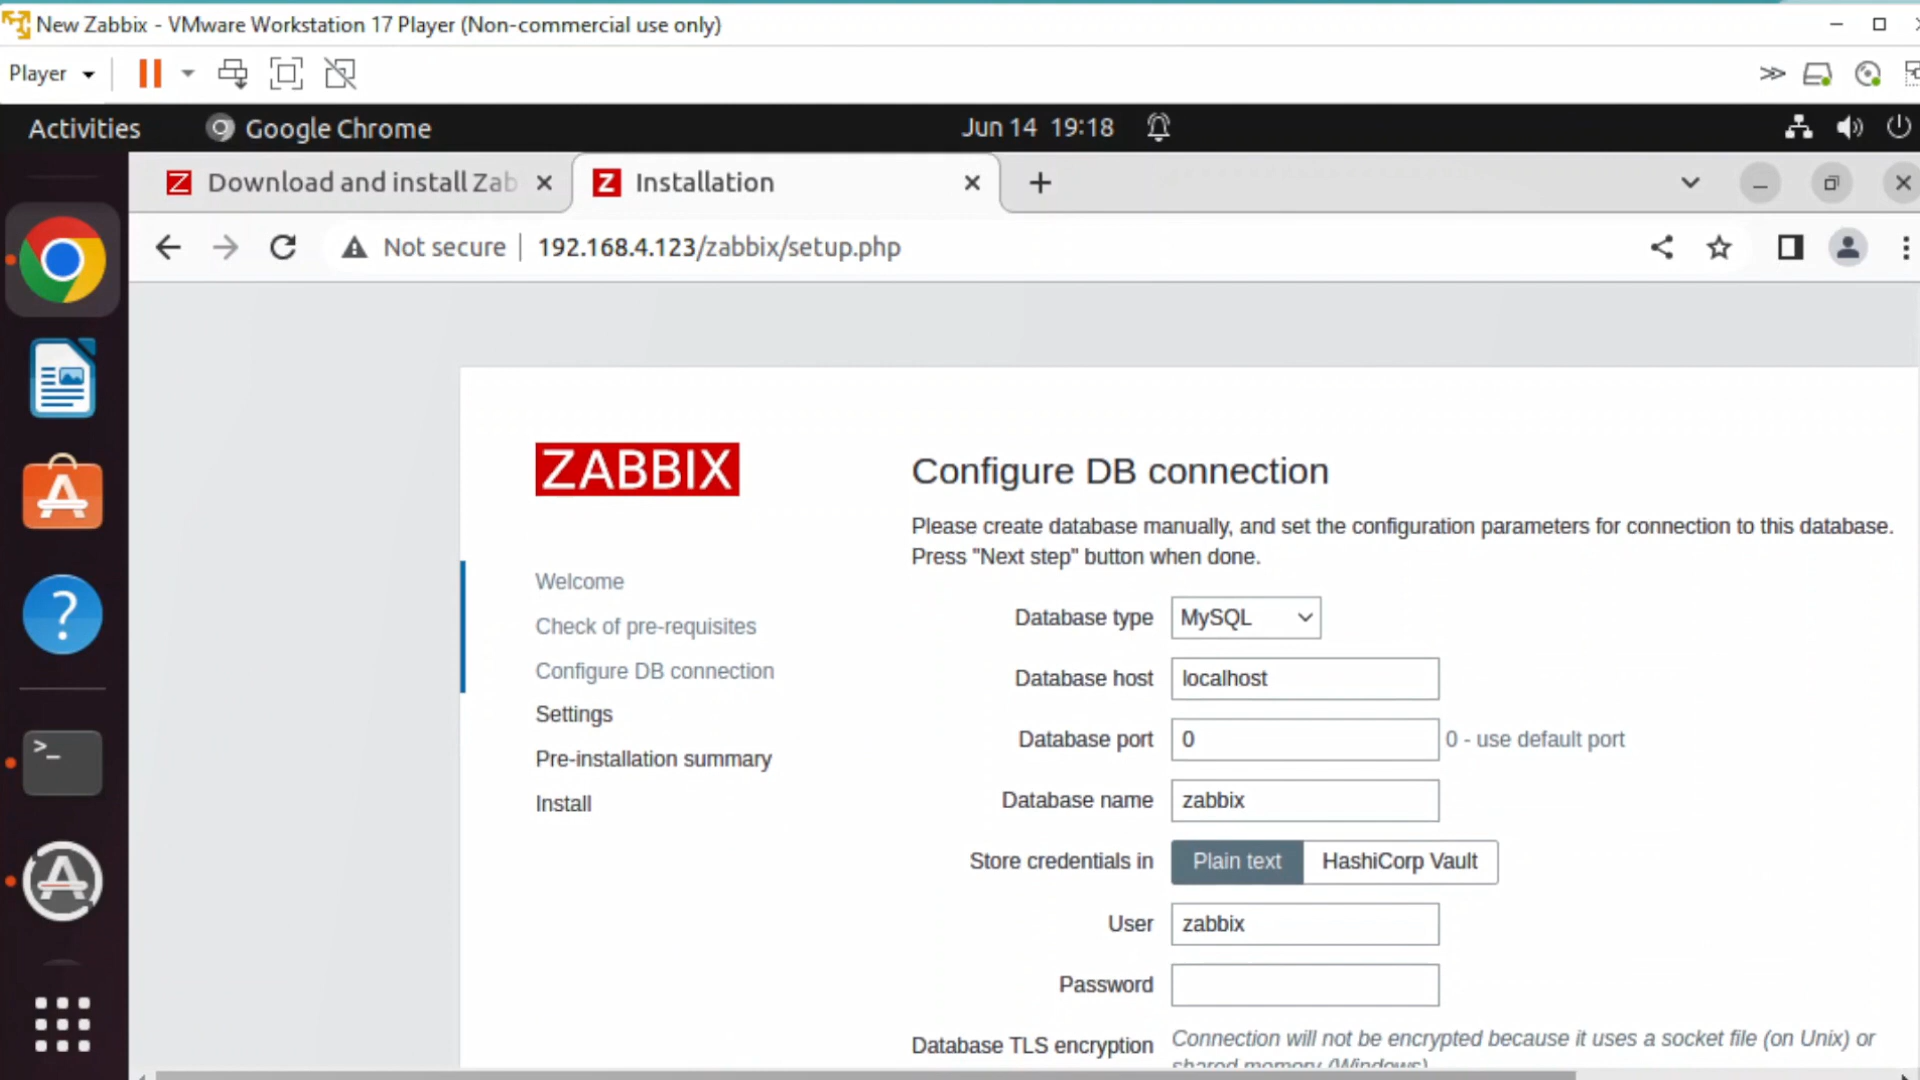 New Zabbix - VMware Workstation 17 Player (Non-commercial use only)
Player
Activities
Google Chrome
Jun 14 19:18
Download and install Zab
Installation
Not secure
192.168.4.123/zabbix/setup.php
ZABBIX
Welcome
Check of pre-requisites
Configure DB connection
Settings
Pre-installation summary
Install
Configure DB connection
Please create database manually, and set the configuration parameters for connection to this database.
Press "Next step" button when done.
Database type MySQL
Database host localhost
Database port 0 0 - use default port
Database name zabbix
Store credentials in Plain text HashiCorp Vault
User zabbix
Password
Database TLS encryption Connection will not be encrypted because it uses a socket file (on Unix) or
shared memory (Windows).